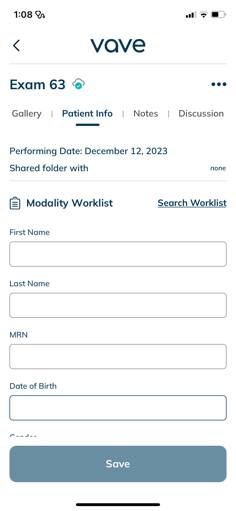 1:08
vave
Exam 63
Gallery | Patient Info | Notes | Discussion
Performing Date: December 12, 2023
Shared folder with none
Modality Worklist Search Worklist
First Name
Last Name
MRN
Date of Birth
Gender
Save